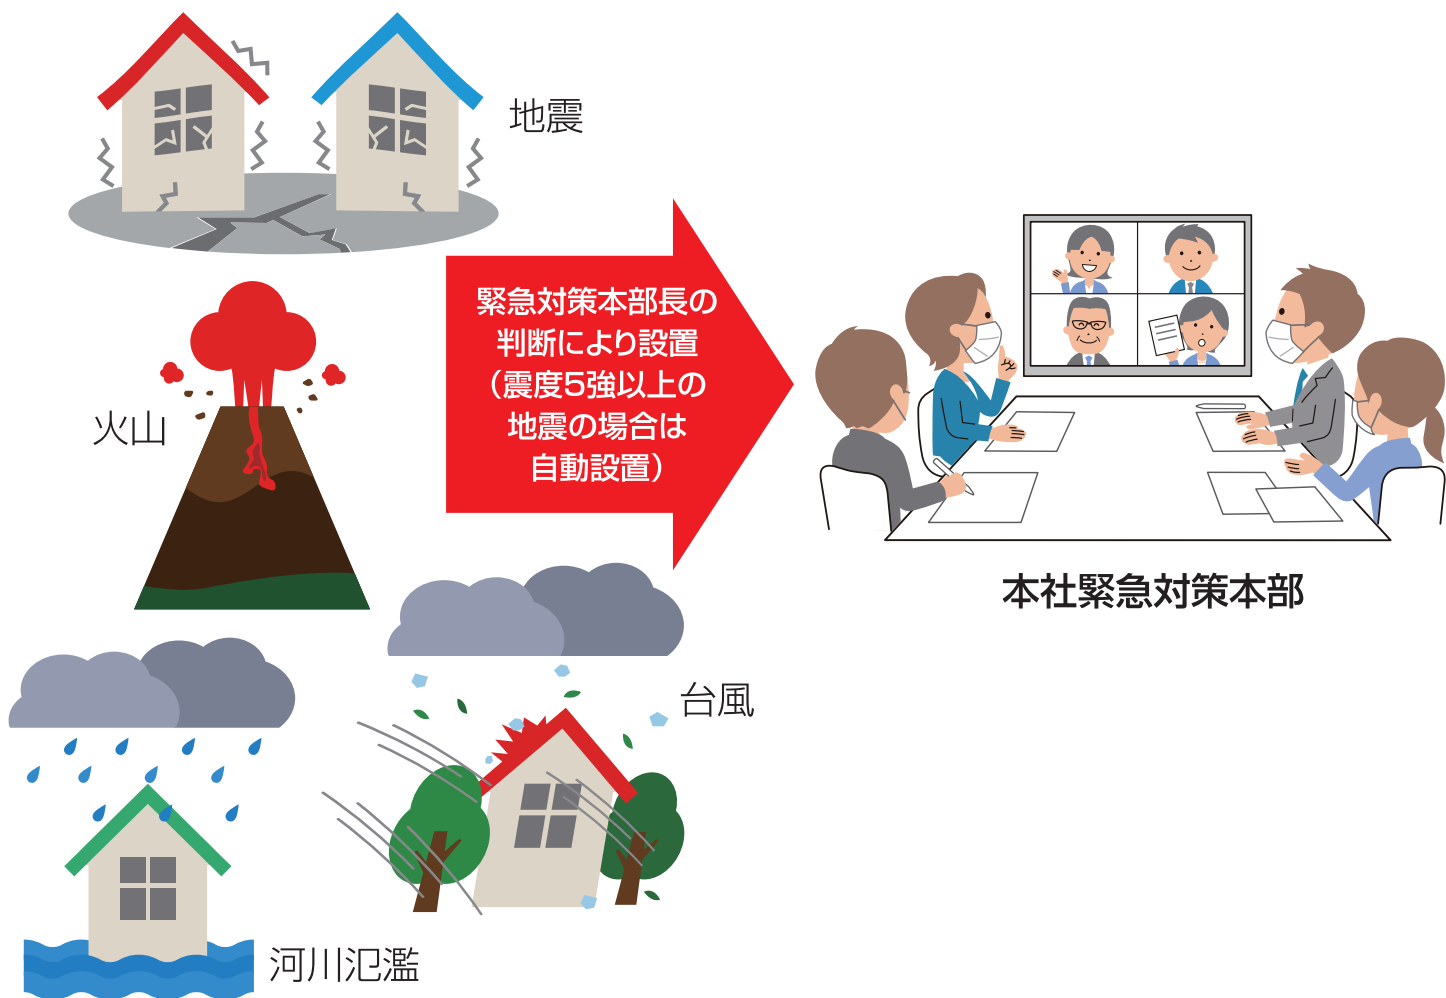 地震
火山
緊急対策本部長の
判断により設置
（震度5強以上の
地震の場合は
自動設置）
本社緊急対策本部
台風
河川氾濫